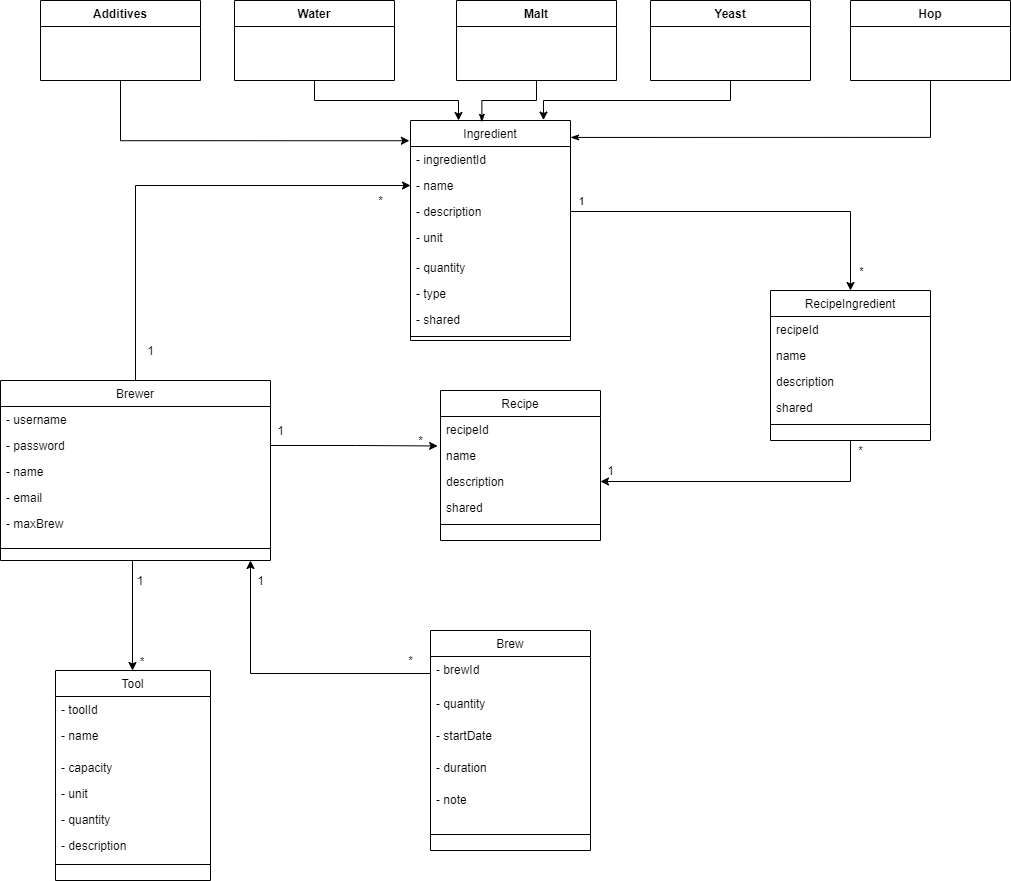 Additives
Water
Malt
Yeast
Hop
Ingredient
- ingredientId
- name
- description
- unit
- quantity
- type
- shared
*
1
1
*
RecipeIngredient
recipeId
name
description
shared
*
Brewer
- username
- password
- name
- email
- maxBrew
1
*
Recipe
recipeId
name
description
shared
1
1
*
1
*
Tool
- toolId
- name
- capacity
- unit
- quantity
- description
Brew
- brewId
- quantity
- startDate
- duration
- note